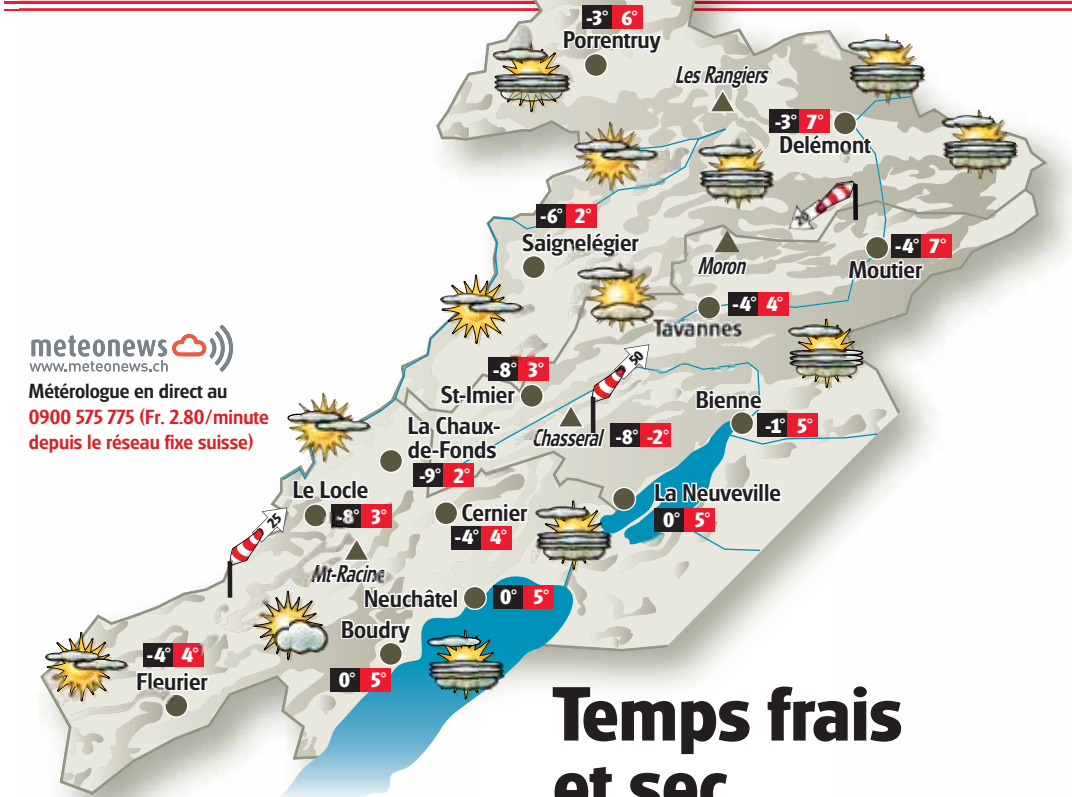 -3° 6°
Porrentruy
Les Rangiers
-3° 7°
Delémont
-6° 2°
Saignelégier
Moron
-4° 7°
Moutier
-4° 4°
Tavannes
meteonews
www.meteonews.ch
Météorologue en direct au
0900 575 775 (Fr. 2.80/minute
depuis le réseau fixe suisse)
50
-8° 3°
St-Imier
Chasseral -8° -2°
Bienne
-1° 5°
La Chaux-
de-Fonds
-9° 2°
Le Locle
-8° 3°
25
Cernier
-4° 4°
La Neuveville
0° 5°
Mt-Racine
Neuchâtel 0° 5°
Boudry
0° 5°
-4° 4°
Fleurier
Temps frais
et sec